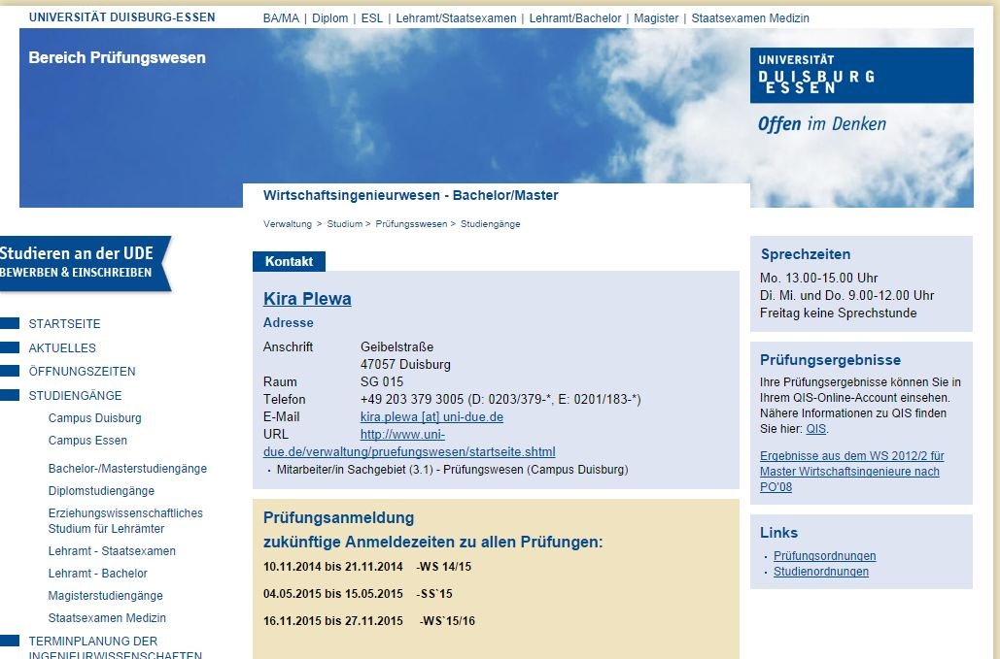 UNIVERSITÄT DUISBURG-ESSEN
BA/MA | Diplom | ESL | Lehramt/Staatsexamen | Lehramt/Bachelor | Magister | Staatsexamen Medizin
Bereich Prüfungswesen
UNIVERSITÄT
DUISBURG
ESSEN
Offen im Denken
Wirtschaftsingenieurwesen - Bachelor/Master
Verwaltung > Studium > Prüfungsswesen > Studiengänge
Studieren an der UDE
BEWERBEN & EINSCHREIBEN
STARTSEITE
AKTUELLES
ÖFFNUNGSZEITEN
STUDIENGÄNGE
Campus Duisburg
Campus Essen
Bachelor-/Masterstudiengänge
Diplomstudiengänge
Erziehungswissenschaftliches
Studium für Lehrämter
Lehramt - Staatsexamen
Lehramt - Bachelor
Magisterstudiengänge
Staatsexamen Medizin
TERMINPLANUNG DER
INGENIEURWISSENSCHAFTEN
Kontakt
Kira Plewa
Adresse
Anschrift Geibelstraße
47057 Duisburg
Raum SG 015
Telefon +49 203 379 3005 (D: 0203/379-*, E: 0201/183-*)
E-Mail kira.plewa [at] uni-due.de
URL http://www.uni-
due.de/verwaltung/pruefungswesen/startseite.shtml
· Mitarbeiter/in Sachgebiet (3.1) - Prüfungswesen (Campus Duisburg)
Prüfungsanmeldung
zukünftige Anmeldezeiten zu allen Prüfungen:
10.11.2014 bis 21.11.2014 -WS 14/15
04.05.2015 bis 15.05.2015 -SS`15
16.11.2015 bis 27.11.2015 -WS`15/16
Sprechzeiten
Mo. 13.00-15.00 Uhr
Di. Mi. und Do. 9.00-12.00 Uhr
Freitag keine Sprechstunde
Prüfungsergebnisse
Ihre Prüfungsergebnisse können Sie in
Ihrem QIS-Online-Account einsehen.
Nähere Informationen zu QIS finden
Sie hier: QIS.
Ergebnisse aus dem WS 2012/2 für
Master Wirtschaftsingenieure nach
PO'08
Links
· Prüfungsordnungen
· Studienordnungen